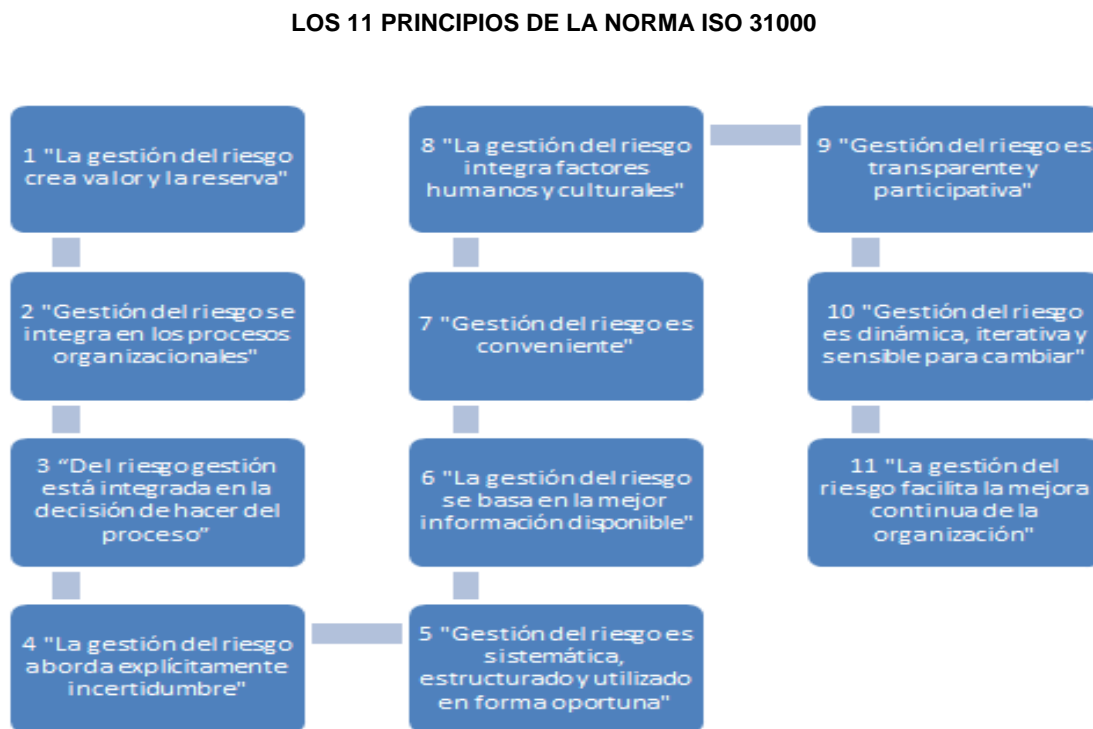 LOS 11 PRINCIPIOS DE LA NORMA ISO 31000
1 "La gestión del riesgo
crea valor y la reserva"
2 "Gestión del riesgo se
integra en los procesos
organizacionales"
3 “Del riesgo gestión
está integrada en la
decisión de hacer del
proceso”
4 "La gestión del riesgo
aborda explícitamente
incertidumbre"
5 "Gestión del riesgo es
sistemática,
estructurado y utilizado
en forma oportuna"
6 "La gestión del riesgo
se basa en la mejor
información disponible"
7 "Gestión del riesgo es
conveniente"
8 "La gestión del riesgo
integra factores
humanos y culturales"
9 "Gestión del riesgo es
transparente y
participativa"
10 "Gestión del riesgo
es dinámica, iterativa y
sensible para cambiar"
11 "La gestión del
riesgo facilita la mejora
continua de la
organización"